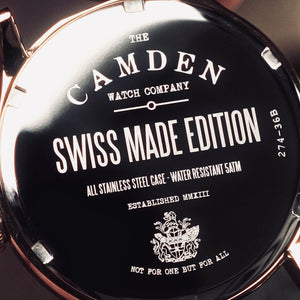 THE
CAMDEN
WATCH COMPANY
SWISS MADE EDITION
ALL STAINLESS STEEL CASE - WATER RESISTANT 5ATM
ESTABLISHED MMXIII
NOT FOR ONE BUT FOR ALL
274-36B